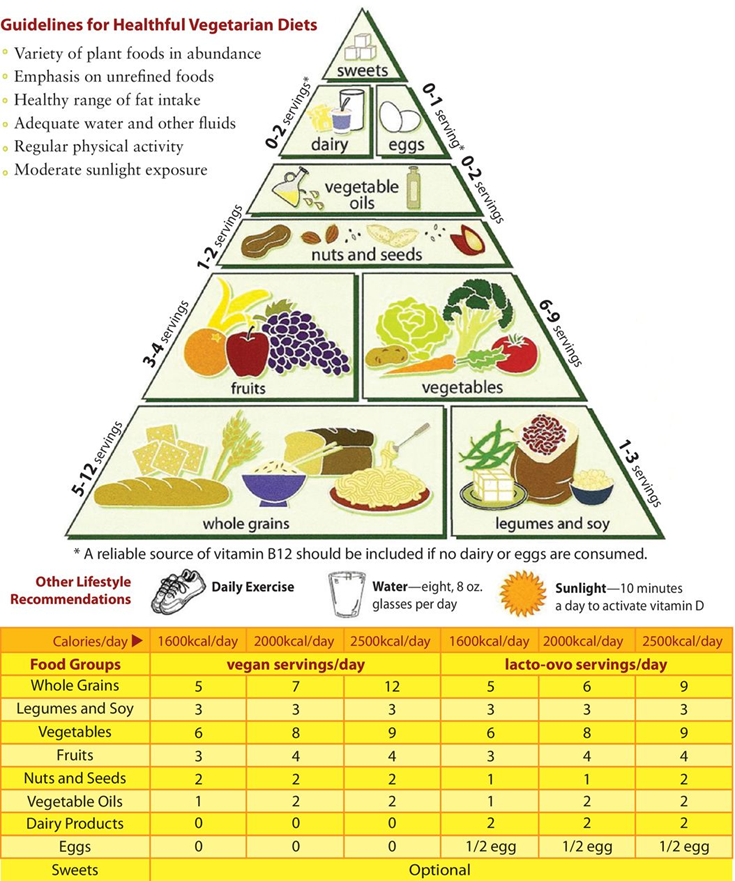 Guidelines for Healthful Vegetarian Diets
Variety of plant foods in abundance
Emphasis on unrefined foods
Healthy range of fat intake
Adequate water and other fluids
Regular physical activity
Moderate sunlight exposure
sweets
0-2 servings*
dairy
eggs
0-1 serving*
vegetable
oils
0-2 servings
1-2 servings
nuts and seeds
3-4 servings
fruits
vegetables
6-9 servings
5-12 servings
whole grains
legumes and soy
1-3 servings
* A reliable source of vitamin B12 should be included if no dairy or eggs are consumed.
Other Lifestyle
Recommendations
Daily Exercise
Water—eight, 8 oz.
glasses per day
Sunlight—10 minutes
a day to activate vitamin D
Calories/day 1600kcal/day 2000kcal/day 2500kcal/day 1600kcal/day 2000kcal/day 2500kcal/day
Food Groups vegan servings/day lacto-ovo servings/day
Whole Grains 5 7 12 5 6 9
Legumes and Soy 3 3 3 3 3 3
Vegetables 6 8 9 6 8 9
Fruits 3 4 4 3 4 4
Nuts and Seeds 2 2 2 1 1 2
Vegetable Oils 1 2 2 1 2 2
Dairy Products 0 0 0 2 2 2
Eggs 0 0 0 1/2 egg 1/2 egg 1/2 egg
Sweets Optional